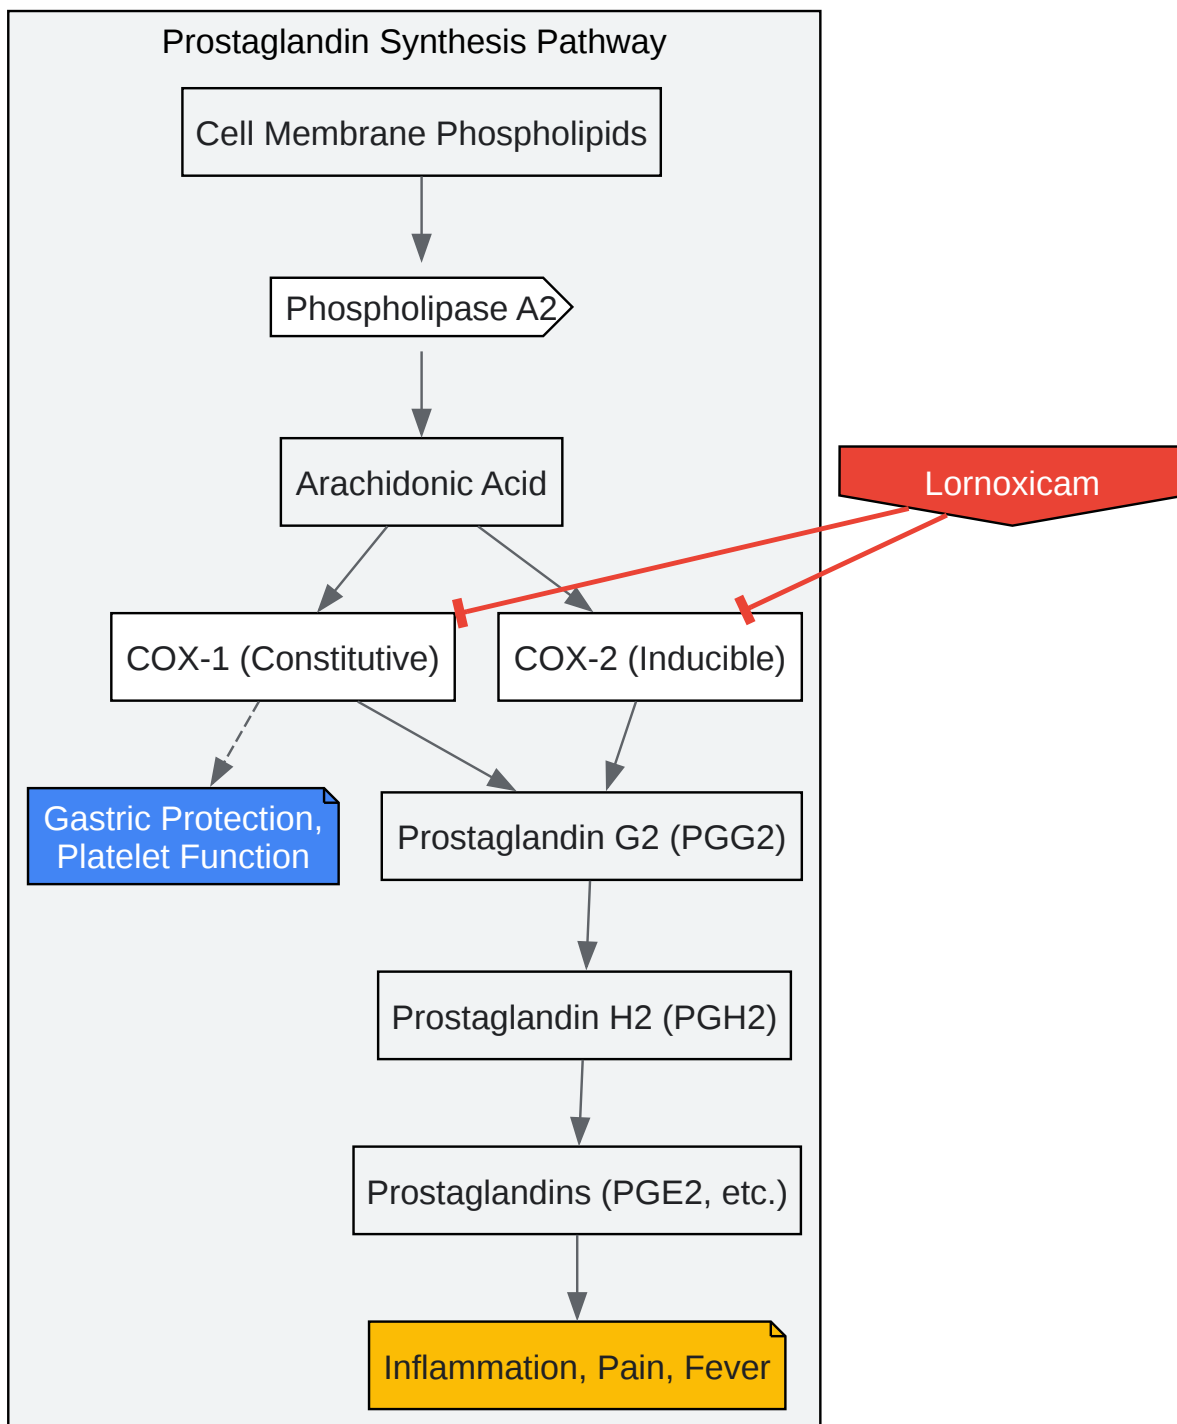 Prostaglandin Synthesis Pathway
Cell Membrane Phospholipids
Phospholipase A2
Arachidonic Acid
Lornoxicam
COX-1 (Constitutive)
COX-2 (Inducible)
Gastric Protection,
Platelet Function
Prostaglandin G2 (PGG2)
Prostaglandin H2 (PGH2)
Prostaglandins (PGE2, etc.)
Inflammation, Pain, Fever